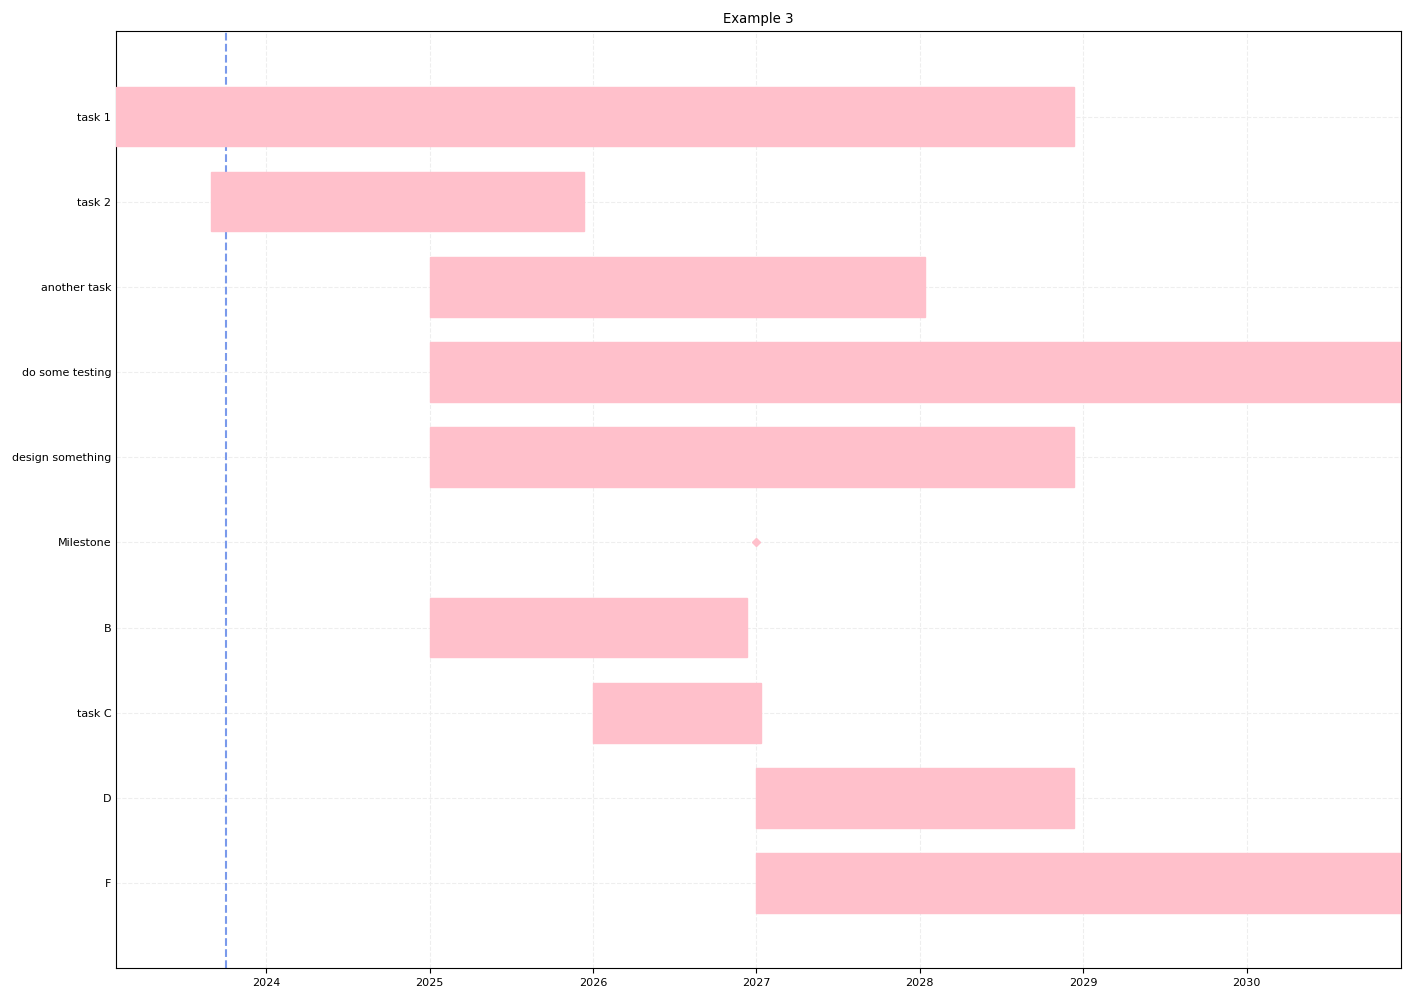 Example 3
task 1
task 2
another task
do some testing
design something
Milestone
B
task C
D
F
2024 2025 2026 2027 2028 2029 2030